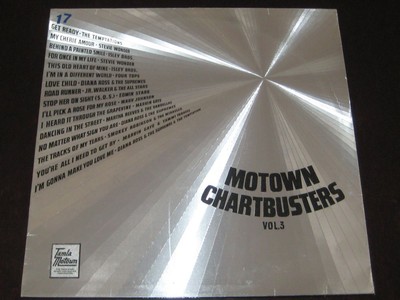 17
GET READY • THE TEMPTATIONS
MY CHERIE AMOUR • STEVIE WONDER
BEHIND A PAINTED SMILE • ISLEY BROS.
FOR ONCE IN MY LIFE • STEVIE WONDER
THIS OLD HEART OF MINE • ISLEY BROS.
I'M IN A DIFFERENT WORLD • FOUR TOPS
LOVE CHILD • DIANA ROSS & THE SUPREMES
ROAD RUNNER • JR. WALKER & THE ALL STARS
STOP HER ON SIGHT (S.O.S.) • EDWIN STARR
I'LL PICK A ROSE FOR MY ROSE • MARV JOHNSON
I HEARD IT THROUGH THE GRAPEVINE • MARVIN GAYE
DANCING IN THE STREET • MARTHA REEVES & THE VANDELLAS
NO MATTER WHAT SIGN YOU ARE • DIANA ROSS & THE SUPREMES
THE TRACKS OF MY TEARS • SMOKEY ROBINSON & THE MIRACLES
YOU'RE ALL I NEED TO GET BY • MARVIN GAYE & TAMMI TERRELL
I'M GONNA MAKE YOU LOVE ME • DIANA ROSS & THE SUPREMES & THE TEMPTATIONS
MOTOWN
CHARTBUSTERS
VOL.3
Tamla
Motown